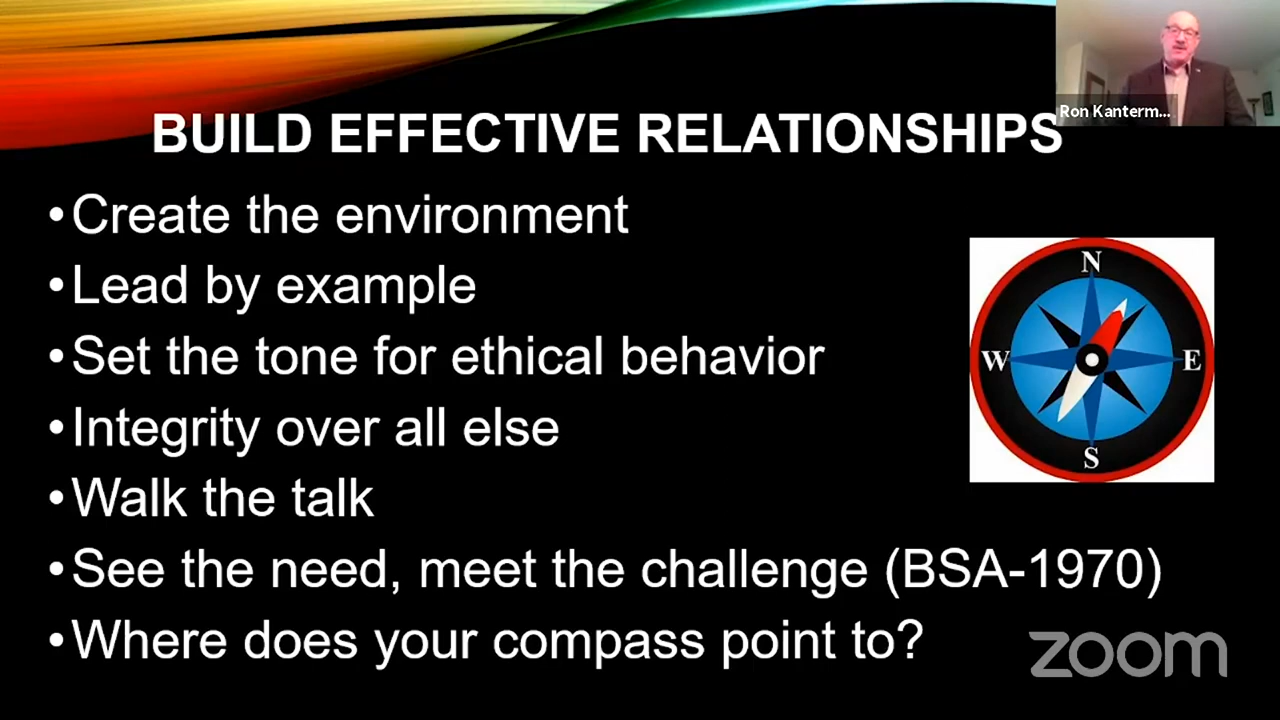 Ron Kanterm...
BUILD EFFECTIVE RELATIONSHIPS
•Create the environment
•Lead by example
•Set the tone for ethical behavior
•Integrity over all else
•Walk the talk
•See the need, meet the challenge (BSA-1970)
•Where does your compass point to?
N
W E
S
zoom